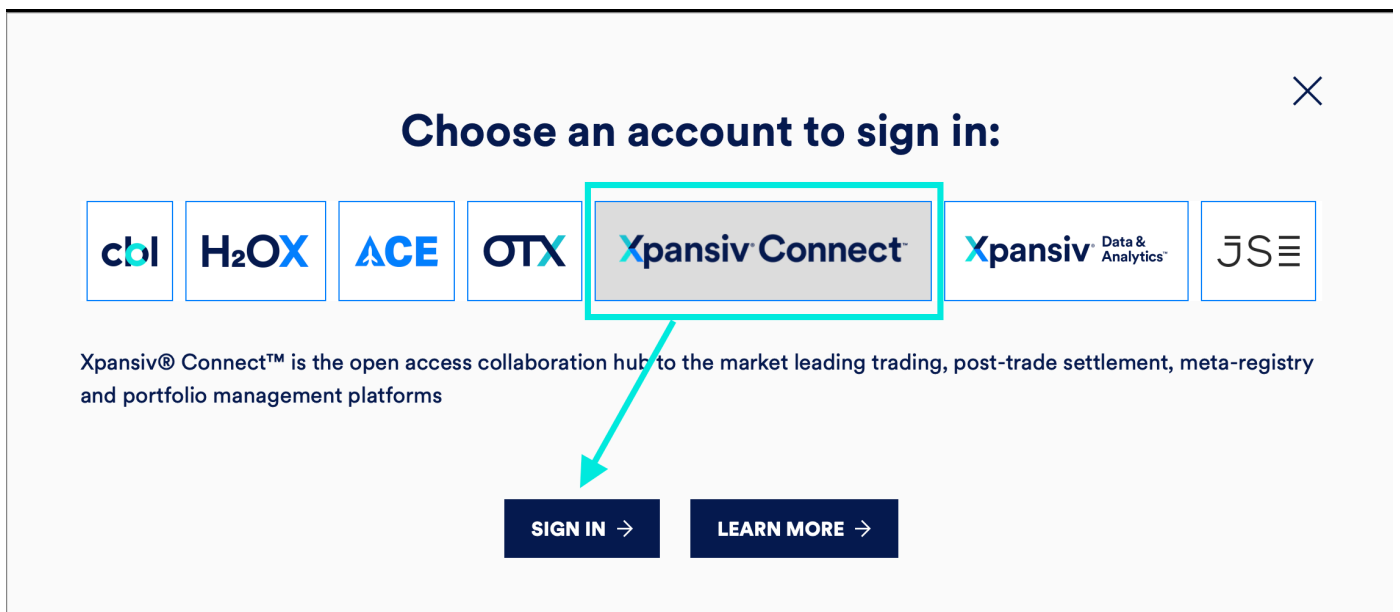 Choose an account to sign in:
cbl H₂OX ACE OTX Xpansiv® Connect™ Xpansiv® Data & Analytics™ JSE
Xpansiv® Connect™ is the open access collaboration hub to the market leading trading, post-trade settlement, meta-registry
and portfolio management platforms
SIGN IN → LEARN MORE →